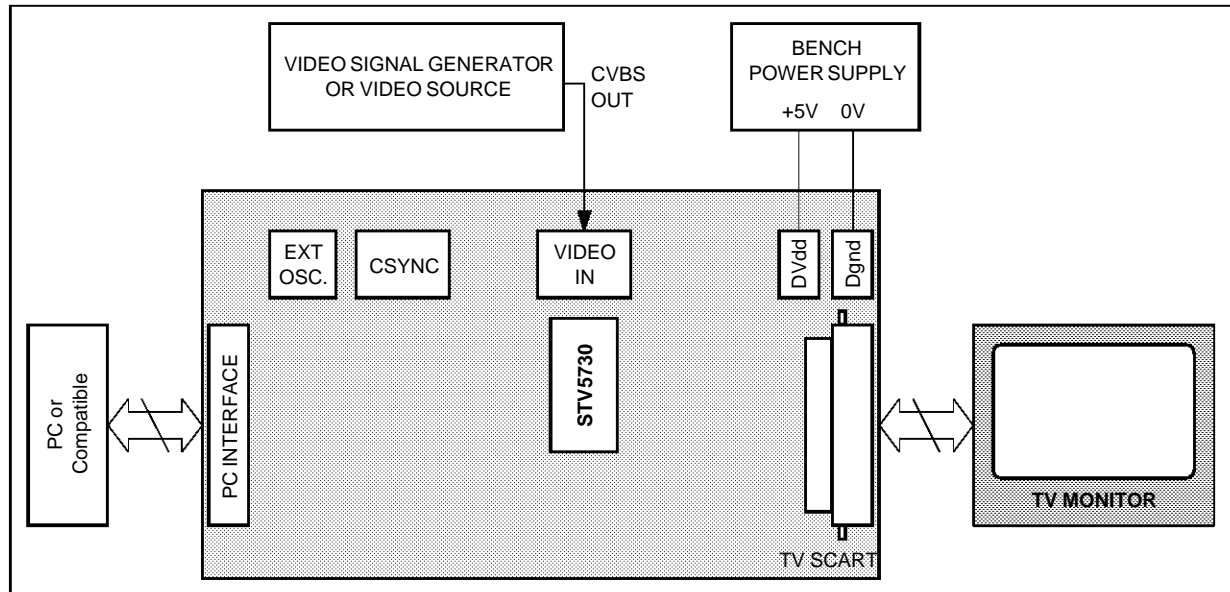 VIDEO SIGNAL GENERATOR
OR VIDEO SOURCE
CVBS
OUT
BENCH
POWER SUPPLY
+5V 0V
EXT
OSC.
CSYNC
VIDEO
IN
DVdd
Dgnd
PC or
Compatible
PC INTERFACE
STV5730
TV MONITOR
TV SCART